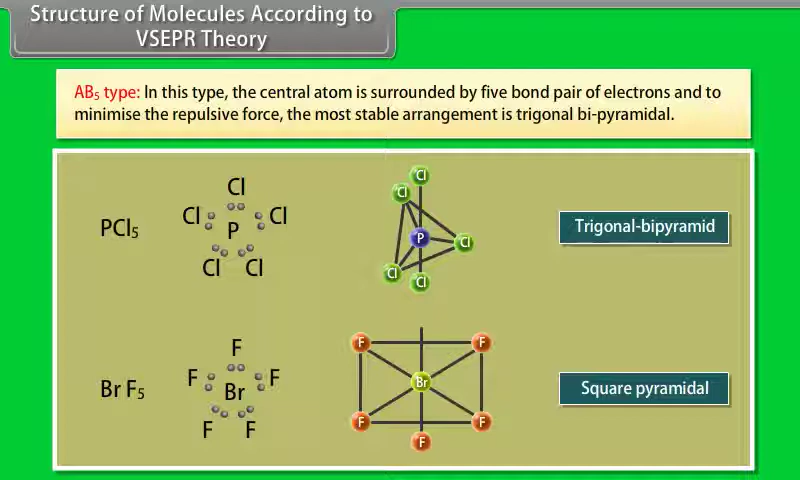 Structure of Molecules According to
VSEPR Theory
AB₅ type: In this type, the central atom is surrounded by five bond pair of electrons and to
minimise the repulsive force, the most stable arrangement is trigonal bi-pyramidal.
PCl₅
Cl
Cl P Cl
Cl Cl
Cl
Cl
P Cl
Cl
Cl
Trigonal-bipyramid
Br F₅
F
F Br F
F F
F F
Br
F F
F
Square pyramidal